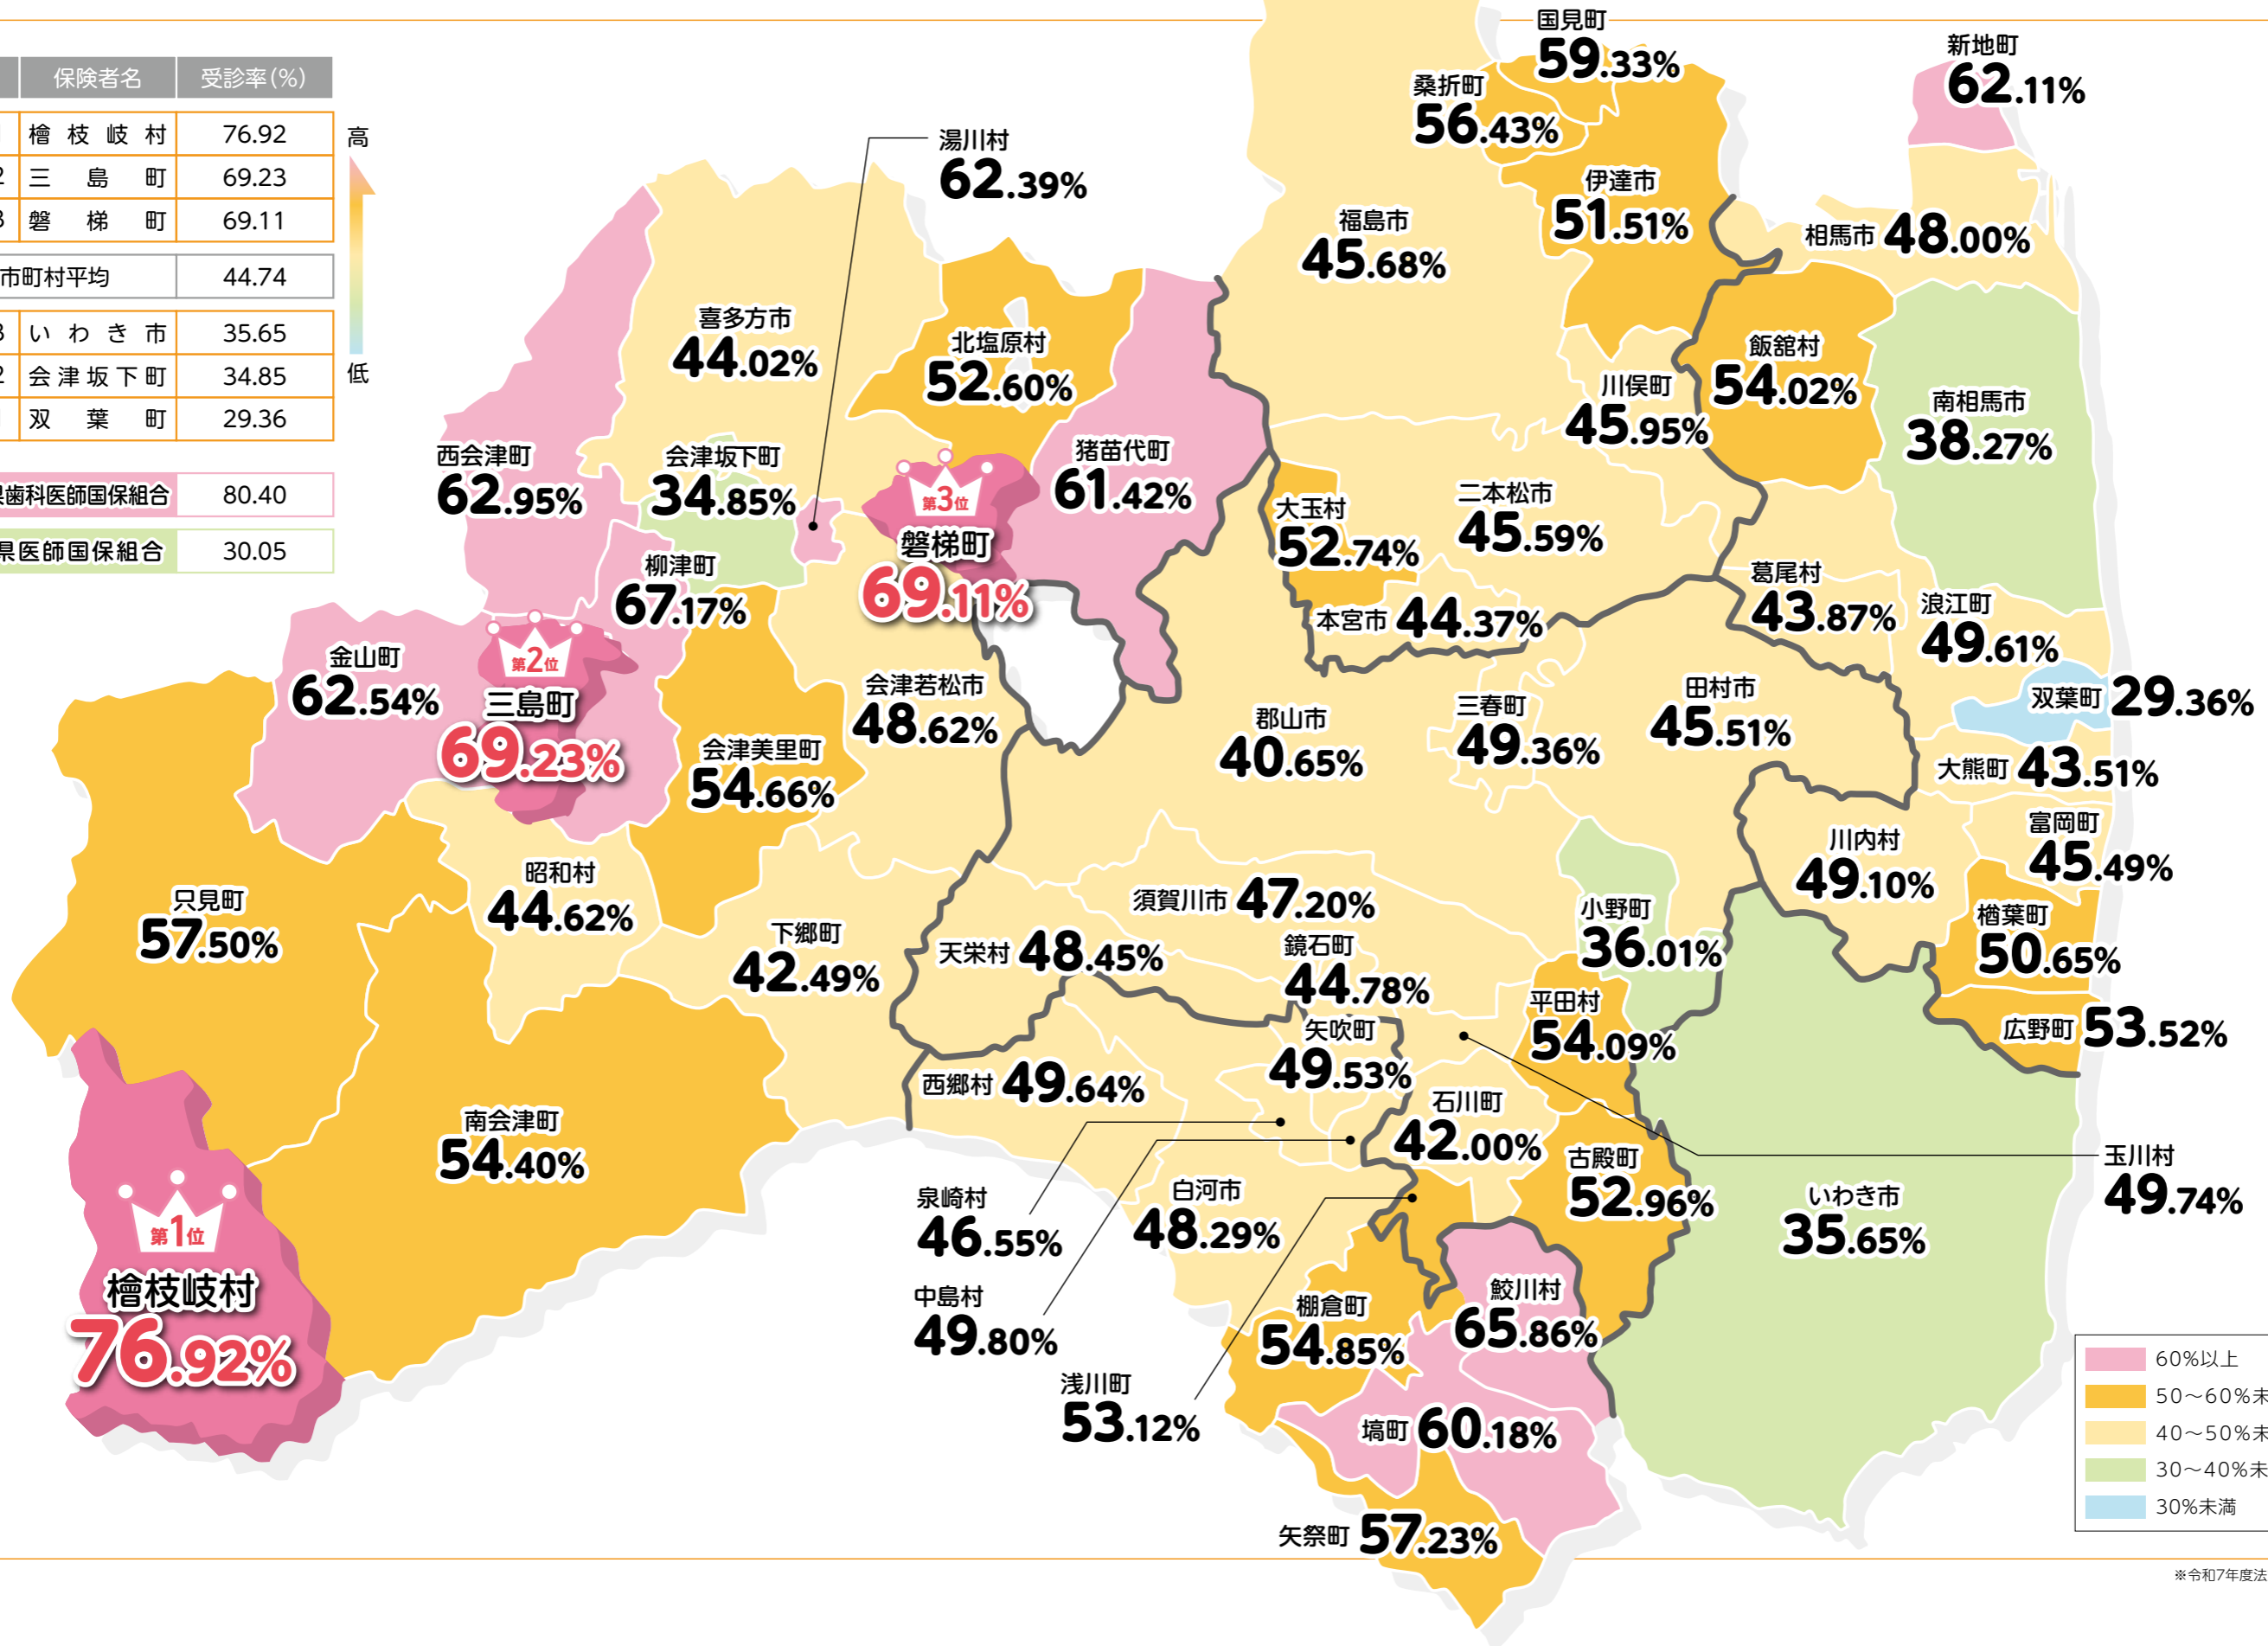 保険者名 受診率(%)
檜枝岐村 76.92
2 三島町 69.23
3 磐梯町 69.11
市町村平均 44.74
3 いわき市 35.65
2 会津坂下町 34.85
双葉町 29.36
歯科医師国保組合 80.40
県医師国保組合 30.05
高
低
国見町
59.33%
新地町
62.11%
桑折町
56.43%
湯川村
62.39%
伊達市
51.51%
福島市
45.68%
相馬市 48.00%
喜多方市
44.02%
北塩原村
52.60%
飯舘村
54.02%
川俣町
45.95%
南相馬市
38.27%
西会津町
62.95%
会津坂下町
34.85%
猪苗代町
61.42%
第3位
磐梯町
69.11%
大玉村
52.74%
二本松市
45.59%
柳津町
67.17%
本宮市 44.37%
葛尾村
43.87%
浪江町
49.61%
金山町
62.54%
第2位
三島町
69.23%
会津若松市
48.62%
会津美里町
54.66%
郡山市
40.65%
三春町
49.36%
田村市
45.51%
双葉町 29.36%
大熊町 43.51%
富岡町
45.49%
川内村
49.10%
只見町
57.50%
昭和村
44.62%
下郷町
42.49%
須賀川市 47.20%
天栄村 48.45%
鏡石町
44.78%
小野町
36.01%
楢葉町
50.65%
平田村
54.09%
広野町 53.52%
矢吹町
49.53%
西郷村 49.64%
石川町
42.00%
南会津町
54.40%
古殿町
52.96%
玉川村
49.74%
いわき市
35.65%
泉崎村
46.55%
白河市
48.29%
中島村
49.80%
第1位
檜枝岐村
76.92%
棚倉町
54.85%
鮫川村
65.86%
浅川町
53.12%
塙町 60.18%
矢祭町 57.23%
60%以上
50〜60%未
40〜50%未
30〜40%未
30%未満
※令和7年度法